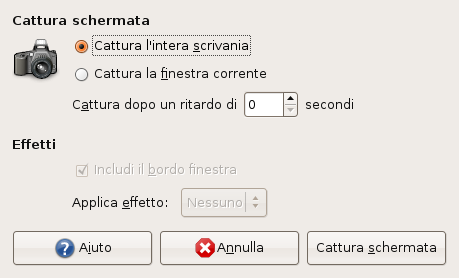 Cattura schermata
Cattura l'intera scrivania
Cattura la finestra corrente
Cattura dopo un ritardo di 0 secondi
Effetti
Includi il bordo finestra
Applica effetto: Nessuno
Aiuto Annulla Cattura schermata